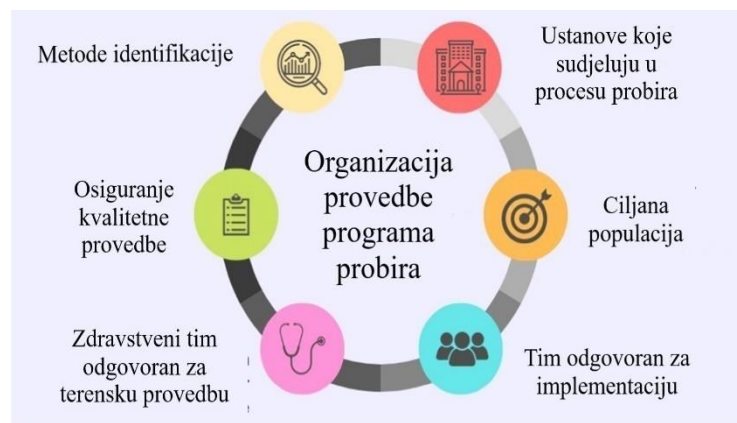 Metode identifikacije
Ustanove koje
sudjeluju u
procesu probira
Organizacija
provedbe
programa
probira
Osiguranje
kvalitetne
provedbe
Ciljana
populacija
Zdravstveni tim
odgovoran za
terensku provedbu
Tim odgovoran za
implementaciju